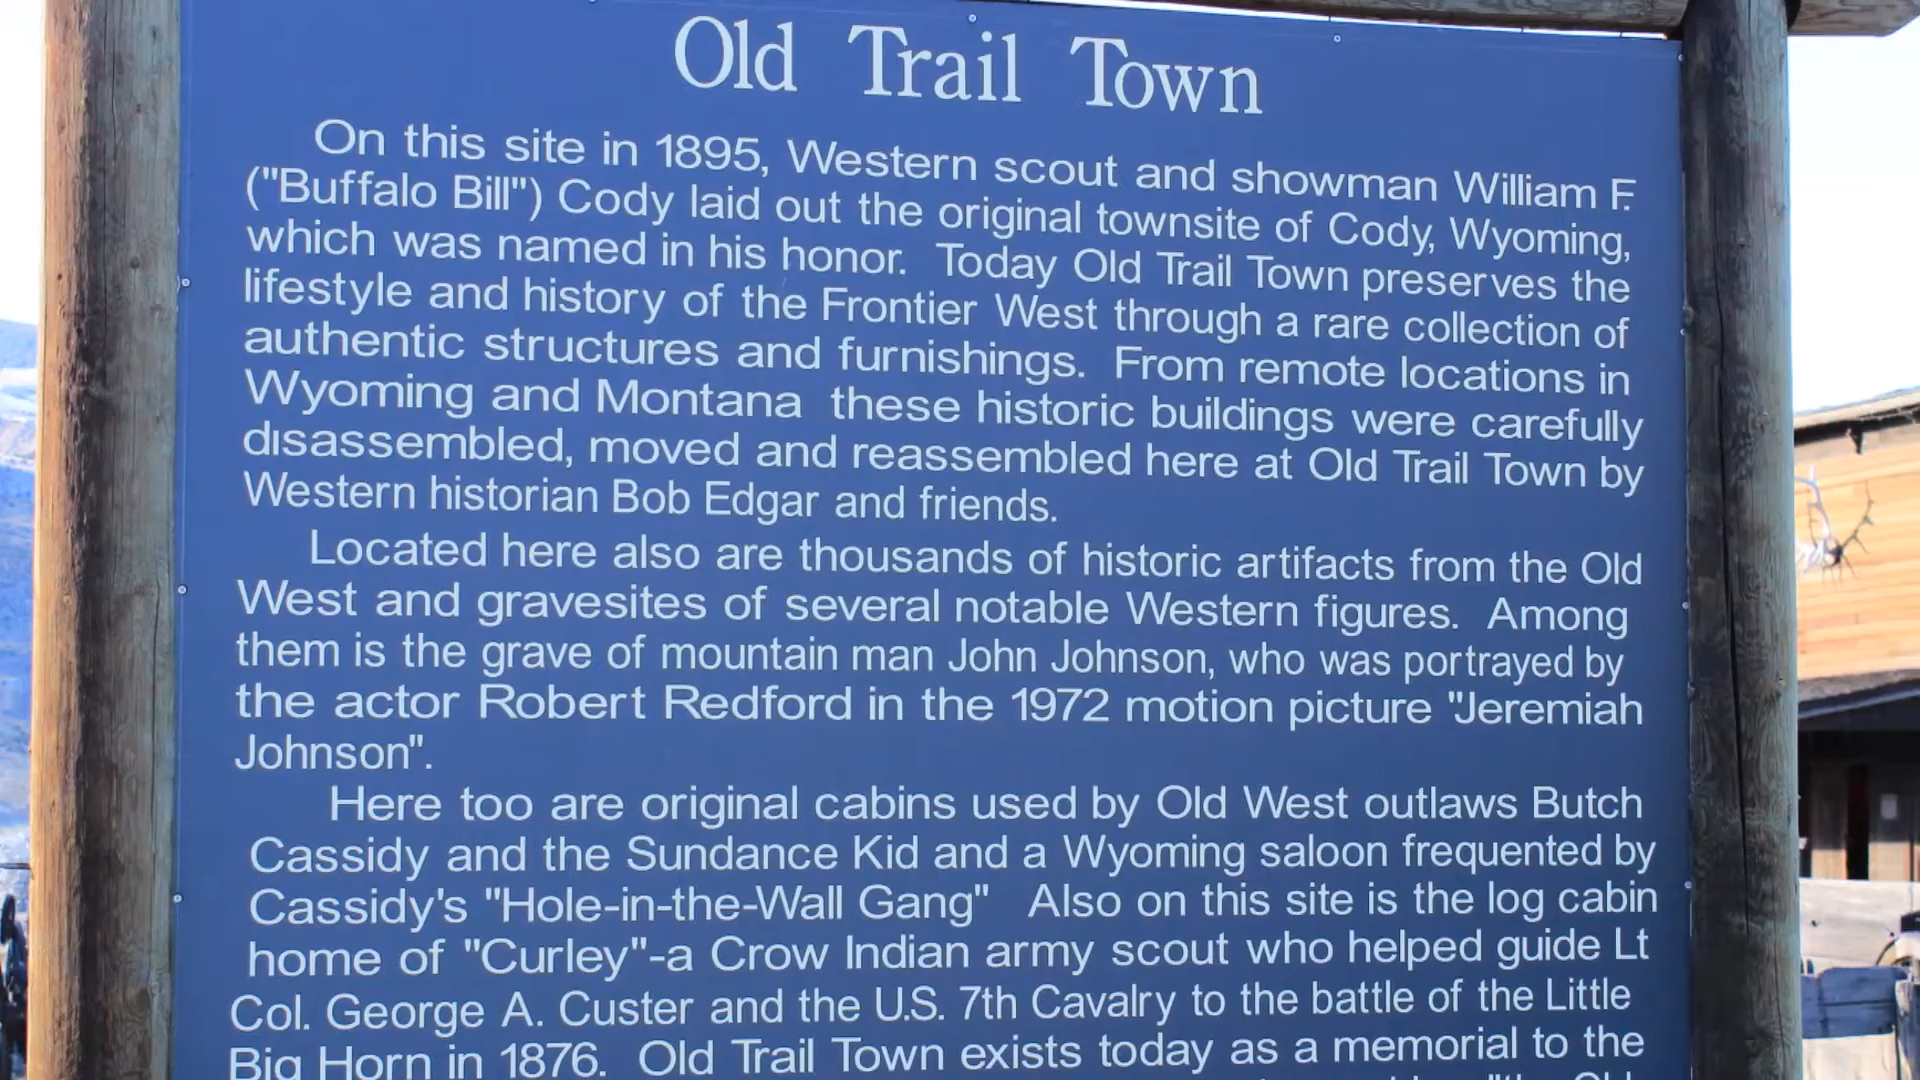 Old Trail Town
On this site in 1895, Western scout and showman William F.
("Buffalo Bill") Cody laid out the original townsite of Cody, Wyoming,
which was named in his honor. Today Old Trail Town preserves the
lifestyle and history of the Frontier West through a rare collection of
authentic structures and furnishings. From remote locations in
Wyoming and Montana these historic buildings were carefully
disassembled, moved and reassembled here at Old Trail Town by
Western historian Bob Edgar and friends.
Located here also are thousands of historic artifacts from the Old
West and gravesites of several notable Western figures. Among
them is the grave of mountain man John Johnson, who was portrayed by
the actor Robert Redford in the 1972 motion picture "Jeremiah
Johnson".
Here too are original cabins used by Old West outlaws Butch
Cassidy and the Sundance Kid and a Wyoming saloon frequented by
Cassidy's "Hole-in-the-Wall Gang" Also on this site is the log cabin
home of "Curley"-a Crow Indian army scout who helped guide Lt
Col. George A. Custer and the U.S. 7th Cavalry to the battle of the Little
Big Horn in 1876. Old Trail Town exists today as a memorial to the